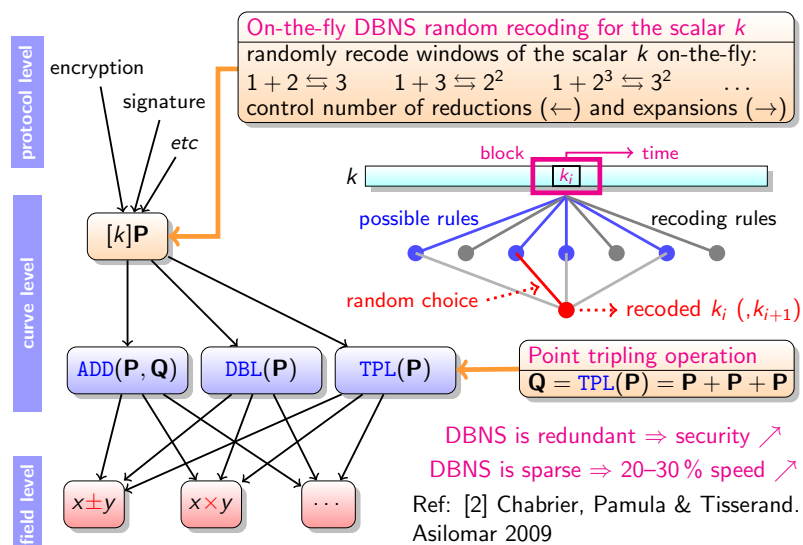 On-the-fly DBNS random recoding for the scalar k
randomly recode windows of the scalar k on-the-fly:
1 + 2 ⇆ 3 1 + 3 ⇆ 2² 1 + 2³ ⇆ 3² ...
control number of reductions (←) and expansions (→)
protocol level
encryption
signature
etc
block
time
k
kᵢ
[k]P
possible rules
recoding rules
random choice
recoded kᵢ (,kᵢ₊₁)
curve level
ADD(P, Q)
DBL(P)
TPL(P)
Point tripling operation
Q = TPL(P) = P + P + P
DBNS is redundant ⇒ security ↗
DBNS is sparse ⇒ 20–30 % speed ↗
field level
x±y
x×y
...
Ref: [2] Chabrier, Pamula & Tisserand.
Asilomar 2009